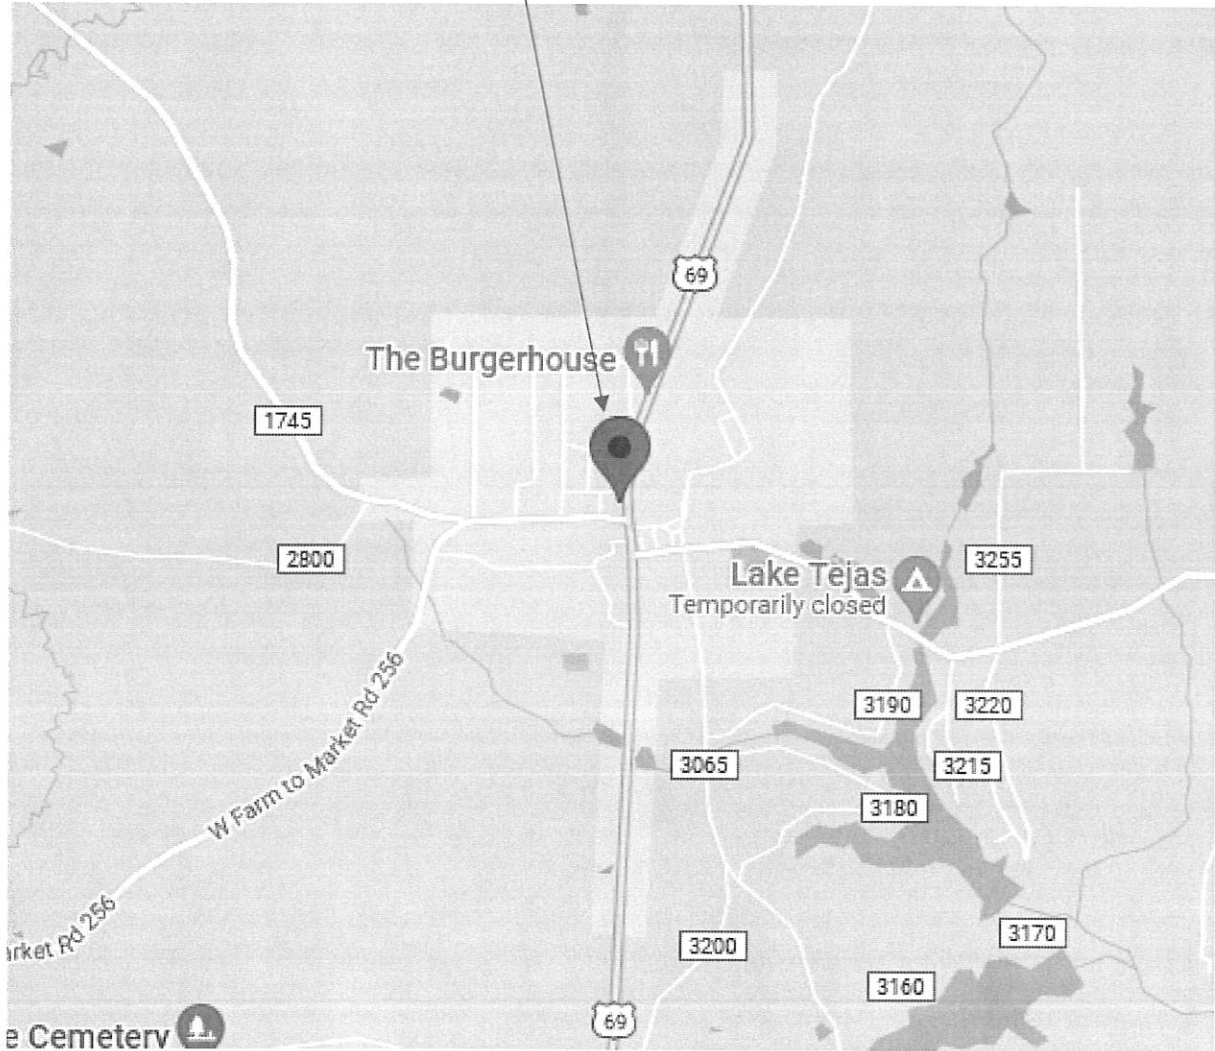 69
The Burgerhouse
1745
2800
Lake Tejas
Temporarily closed
3255
W Farm to Market Rd 256
3190
3220
3065
3215
3180
arket Rd 256
3200
3170
3160
69
e Cemetery